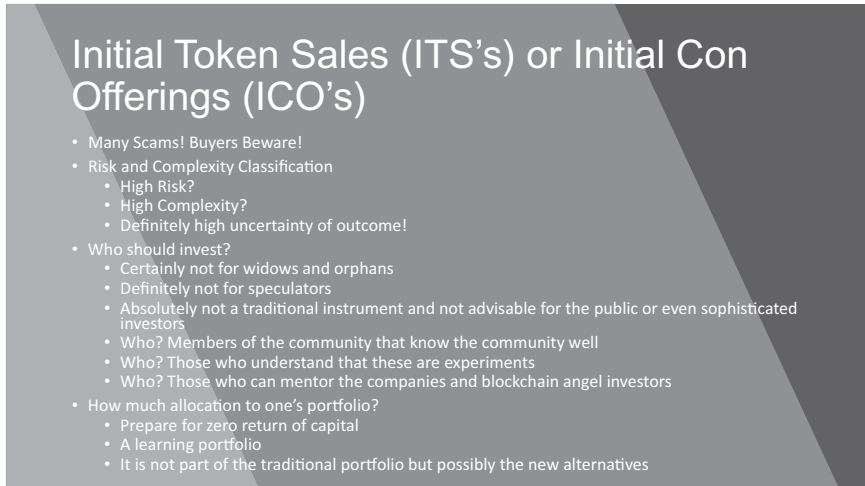 Initial Token Sales (ITS's) or Initial Con
Offerings (ICO's)
• Many Scams! Buyers Beware!
• Risk and Complexity Classification
• High Risk?
• High Complexity?
• Definitely high uncertainty of outcome!
• Who should invest?
• Certainly not for widows and orphans
• Definitely not for speculators
• Absolutely not a traditional instrument and not advisable for the public or even sophisticated
investors
• Who? Members of the community that know the community well
• Who? Those who understand that these are experiments
• Who? Those who can mentor the companies and blockchain angel investors
• How much allocation to one's portfolio?
• Prepare for zero return of capital
• A learning portfolio
• It is not part of the traditional portfolio but possibly the new alternatives